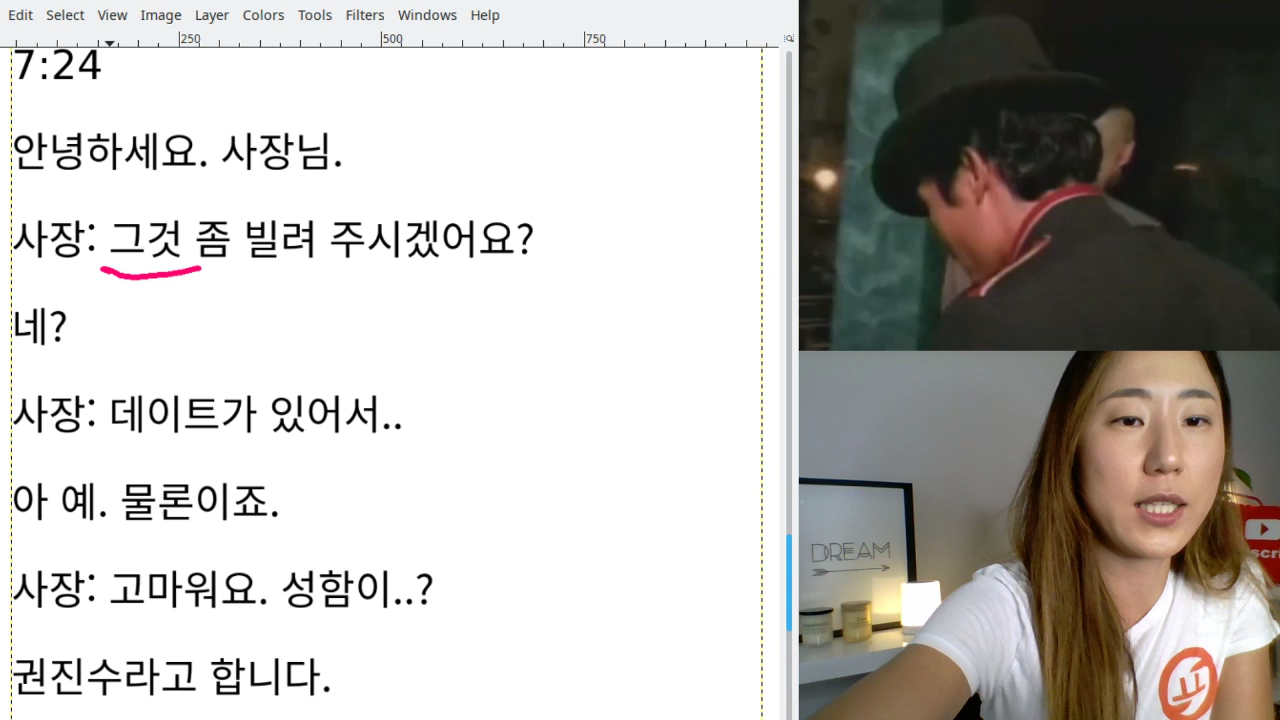 Edit Select View Image Layer Colors Tools Filters Windows Help
250 500 750
7:24
안녕하세요. 사장님.
사장: 그것 좀 빌려 주시겠어요?
네?
사장: 데이트가 있어서..
아 예. 물론이죠.
사장: 고마워요. 성함이..?
권진수라고 합니다.
DREAM